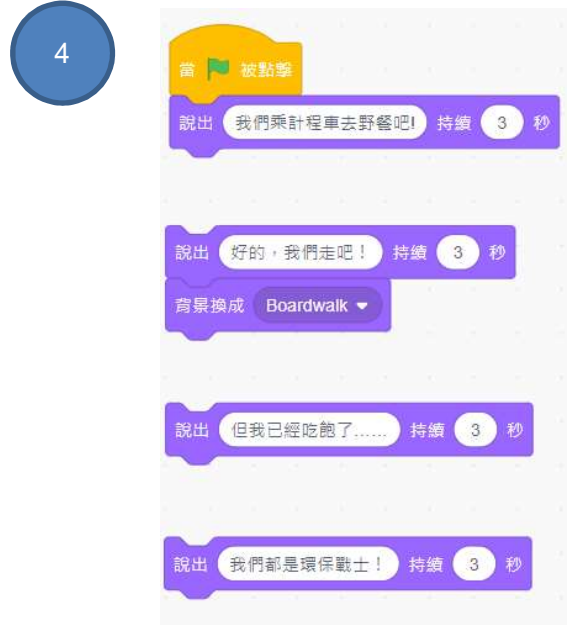 4
當 被點擊
說出 我們乘計程車去野餐吧! 持續 3 秒
說出 好的，我們走吧！ 持續 3 秒
背景換成 Boardwalk
說出 但我已經吃飽了…… 持續 3 秒
說出 我們都是環保戰士！ 持續 3 秒